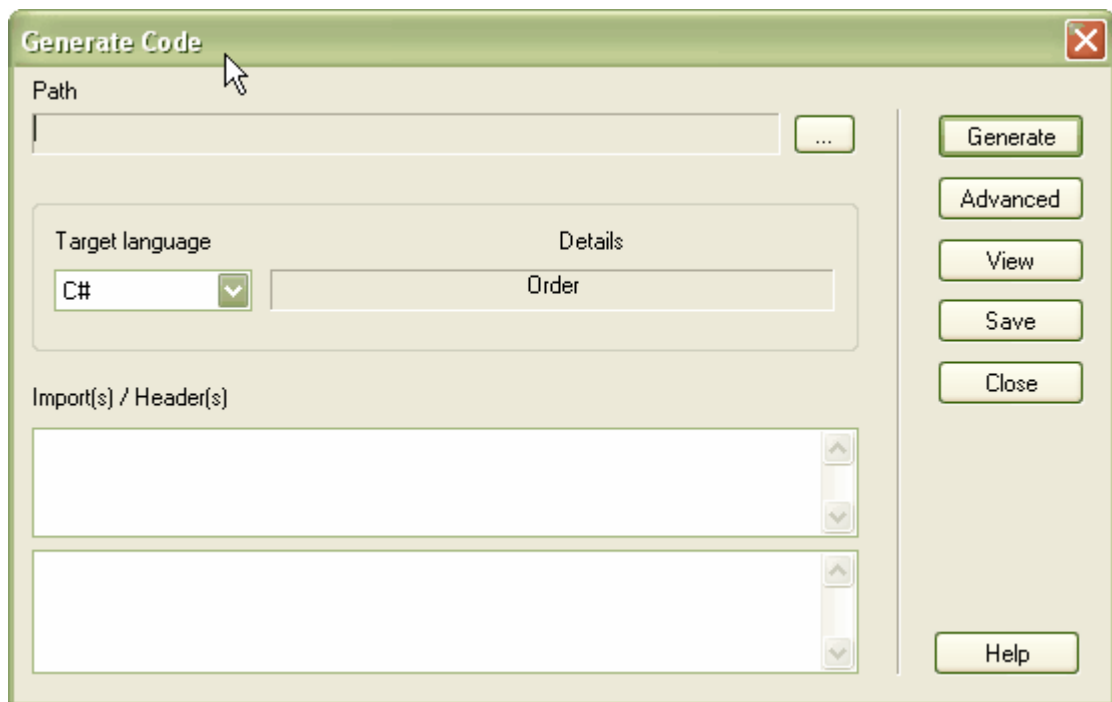 Generate Code
Path
...
Generate
Advanced
Target language
Details
View
C#
Order
Save
Close
Import(s) / Header(s)
Help